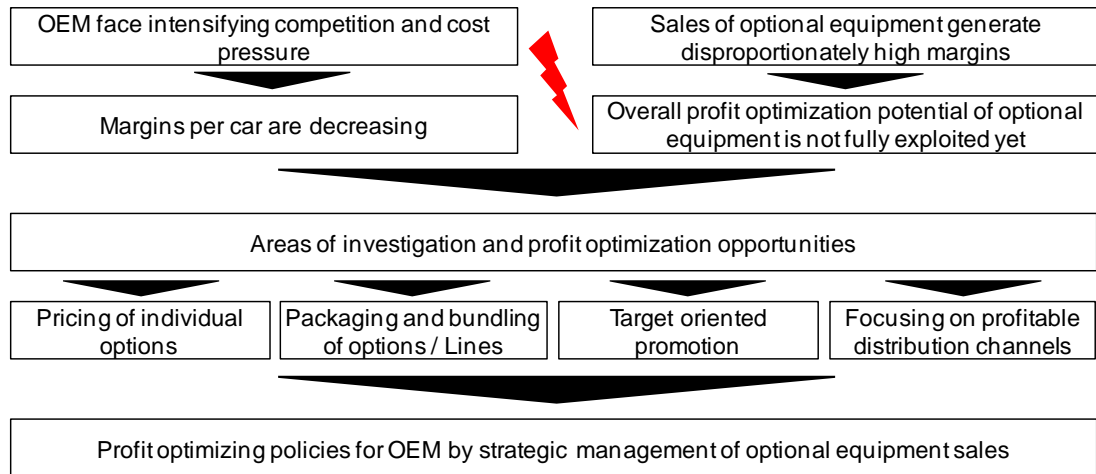 OEM face intensifying competition and cost
pressure
Sales of optional equipment generate
disproportionately high margins
Margins per car are decreasing
Overall profit optimization potential of optional
equipment is not fully exploited yet
Areas of investigation and profit optimization opportunities
Pricing of individual
options
Packaging and bundling
of options / Lines
Target oriented
promotion
Focusing on profitable
distribution channels
Profit optimizing policies for OEM by strategic management of optional equipment sales